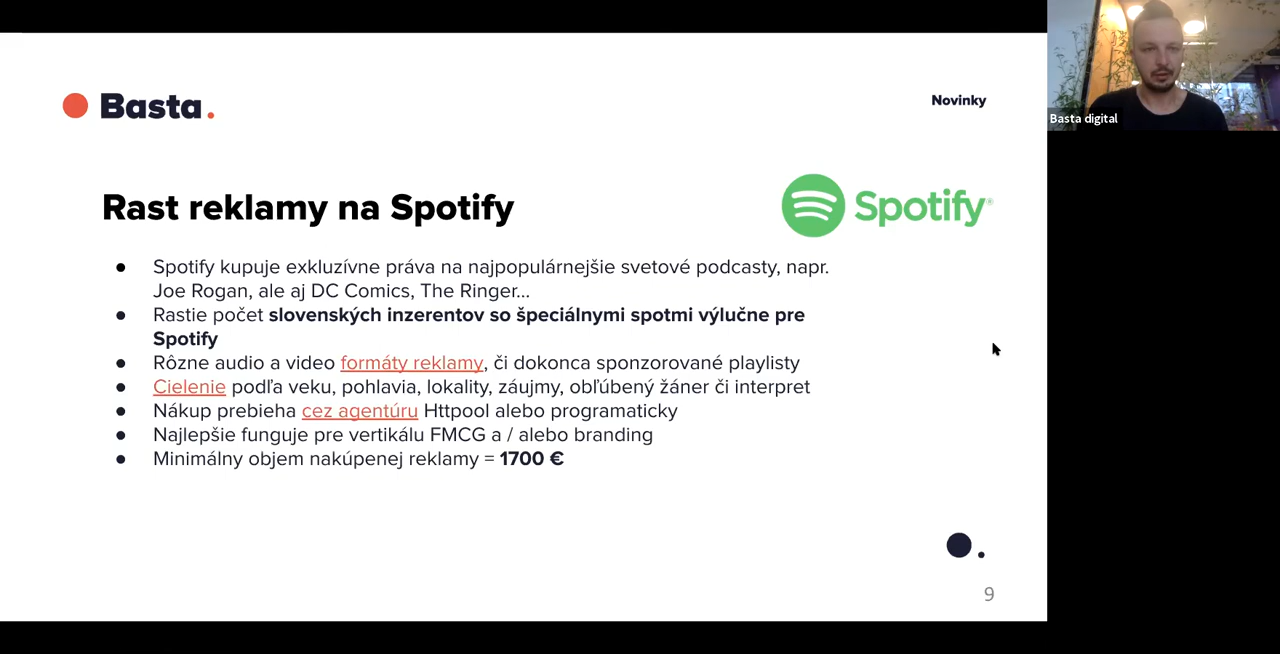 Basta.
Novinky
Basta digital
Rast reklamy na Spotify
Spotify®
● Spotify kupuje exkluzívne práva na najpopulárnejšie svetové podcasty, napr.
Joe Rogan, ale aj DC Comics, The Ringer...
● Rastie počet slovenských inzerentov so špeciálnymi spotmi výlučne pre
Spotify
● Rôzne audio a video formáty reklamy, či dokonca sponzorované playlisty
● Cielenie podľa veku, pohlavia, lokality, záujmy, obľúbený žáner či interpret
● Nákup prebieha cez agentúru Httpool alebo programaticky
● Najlepšie funguje pre vertikálu FMCG a / alebo branding
● Minimálny objem nakúpenej reklamy = 1700 €
9